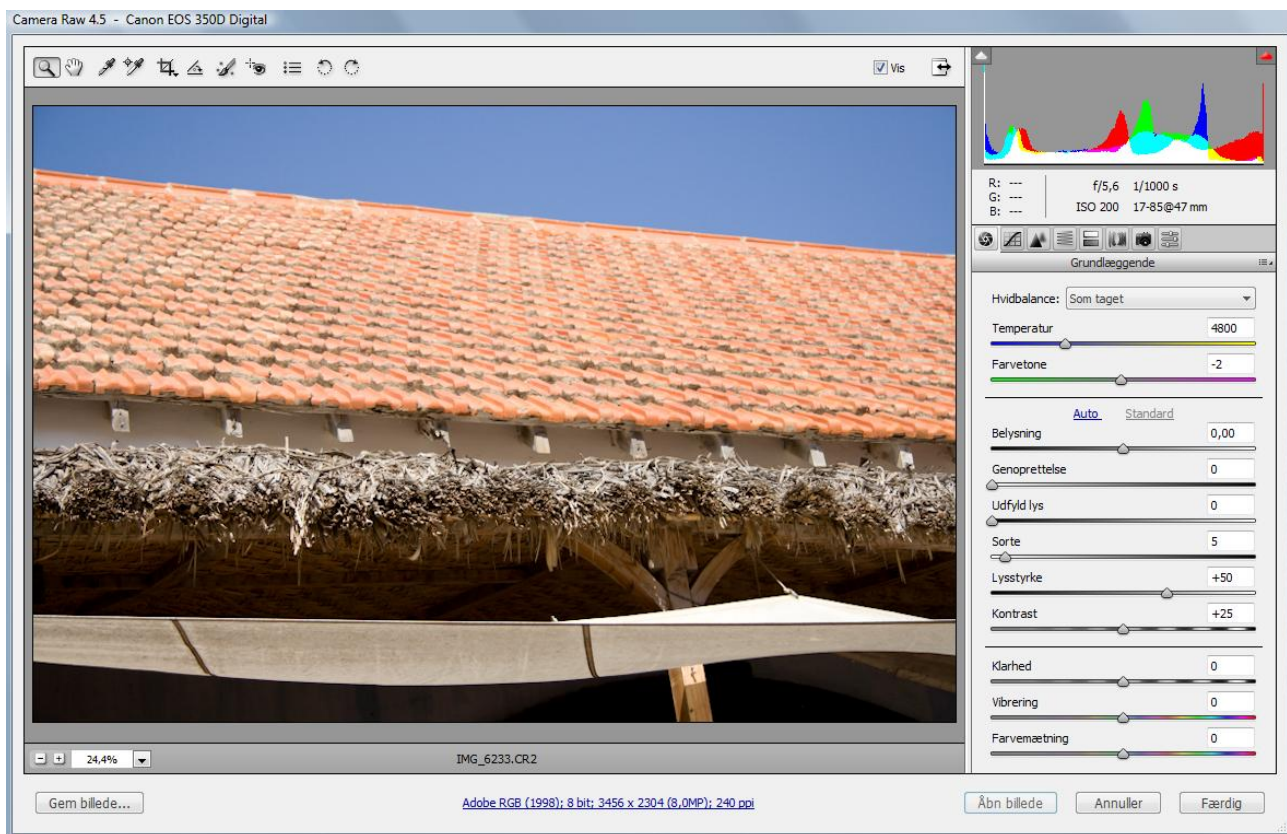 Camera Raw 4.5 - Canon EOS 350D Digital
Vis
R: ---
G: ---
B: ---
f/5,6 1/1000 s
ISO 200 17-85@47 mm
Grundlæggende
Hvidbalance: Som taget
Temperatur 4800
Farvetone -2
Auto Standard
Belysning 0,00
Genoprettelse 0
Udfyld lys 0
Sorte 5
Lysstyrke +50
Kontrast +25
Klarhed 0
Vibrering 0
Farvemætning 0
24,4% IMG_6233.CR2
Gem billede... Adobe RGB (1998); 8 bit; 3456 x 2304 (8,0MP); 240 ppi Åbn billede Annuller Færdig